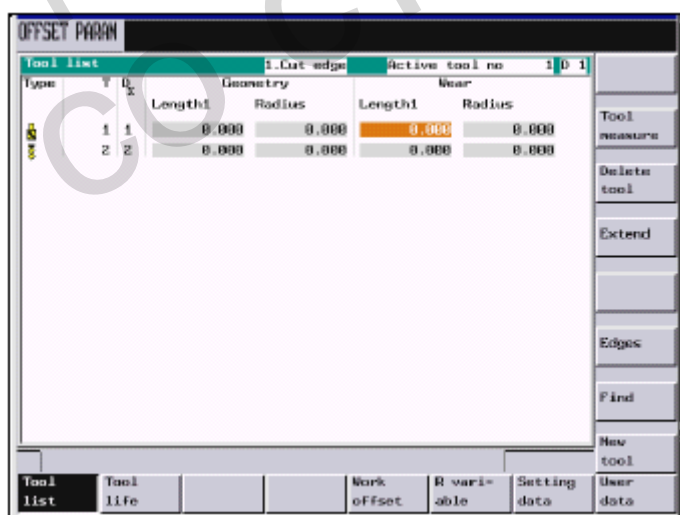 OFFSET PARAM
Tool list 1.Cut edge Active tool no 1 D 1
Type T D∑ Geometry Wear
Length1 Radius Length1 Radius
1 1 0.000 0.000 0.000 0.000
2 2 0.000 0.000 0.000 0.000
Tool
measure
Delete
tool
Extend
Edges
Find
New
tool
Tool
list
Tool
life
Work
offset
R vari-
able
Setting
data
User
data